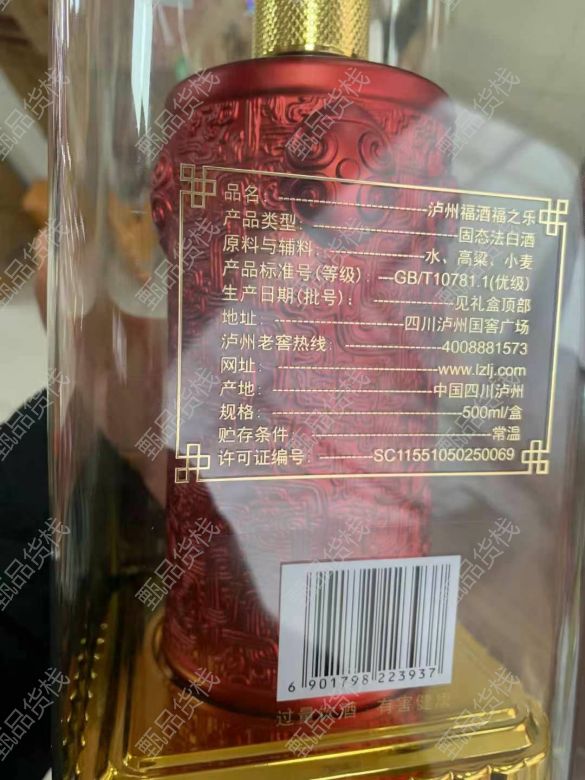 品名：----------泸州福酒福之乐
产品类型：----------固态法白酒
原料与辅料：----------水、高粱、小麦
产品标准号(等级)：--GB/T10781.1(优级)
生产日期(批号)：----------见礼盒顶部
地址：----------四川泸州国窖广场
泸州老窖热线：----------4008881573
网址：----------www.lzlj.com
产地：----------中国四川泸州
规格：----------500ml/盒
贮存条件：----------常温
许可证编号：----------SC11551050250069
6 901798 223937
过量饮酒 有害健康
甄品货栈